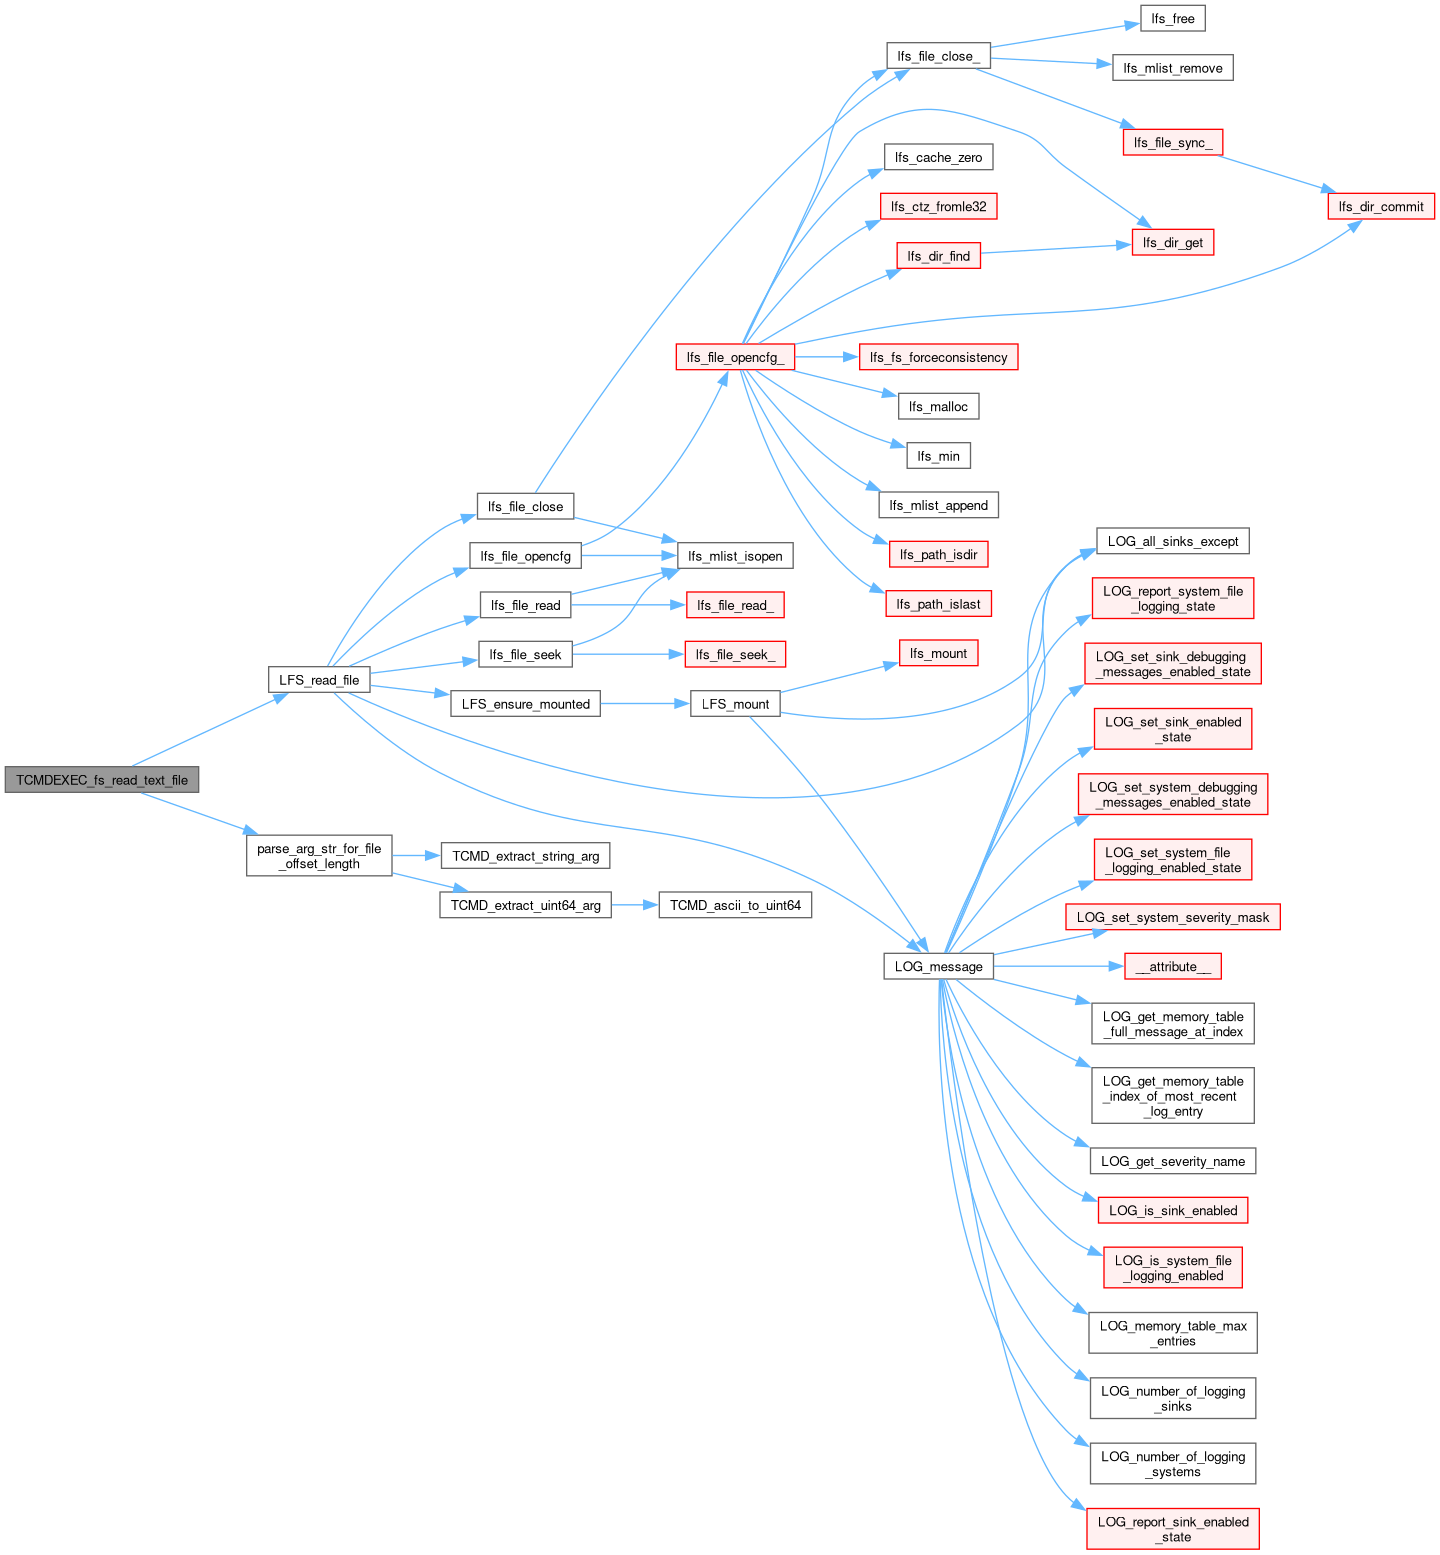 lfs_free
lfs_file_close_
lfs_mlist_remove
lfs_file_sync_
lfs_cache_zero
lfs_ctz_fromle32
lfs_dir_commit
lfs_dir_get
lfs_dir_find
lfs_file_opencfg_
lfs_fs_forceconsistency
lfs_malloc
lfs_min
lfs_mlist_append
lfs_file_close
LOG_all_sinks_except
lfs_file_opencfg
lfs_mlist_isopen
lfs_path_isdir
LOG_report_system_file
_logging_state
lfs_file_read
lfs_file_read_
lfs_path_islast
lfs_file_seek
lfs_file_seek_
lfs_mount
LOG_set_sink_debugging
_messages_enabled_state
LFS_read_file
LFS_ensure_mounted
LFS_mount
LOG_set_sink_enabled
_state
TCMDEXEC_fs_read_text_file
LOG_set_system_debugging
_messages_enabled_state
parse_arg_str_for_file
_offset_length
TCMD_extract_string_arg
LOG_set_system_file
_logging_enabled_state
TCMD_extract_uint64_arg
TCMD_ascii_to_uint64
LOG_set_system_severity_mask
LOG_message
__attribute__
LOG_get_memory_table
_full_message_at_index
LOG_get_memory_table
_index_of_most_recent
_log_entry
LOG_get_severity_name
LOG_is_sink_enabled
LOG_is_system_file
_logging_enabled
LOG_memory_table_max
_entries
LOG_number_of_logging
_sinks
LOG_number_of_logging
_systems
LOG_report_sink_enabled
_state